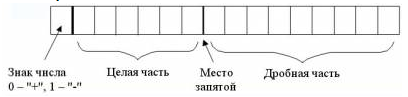 Знак числа
0 – "+", 1 – "-"
Целая часть
Место
запятой
Дробная часть